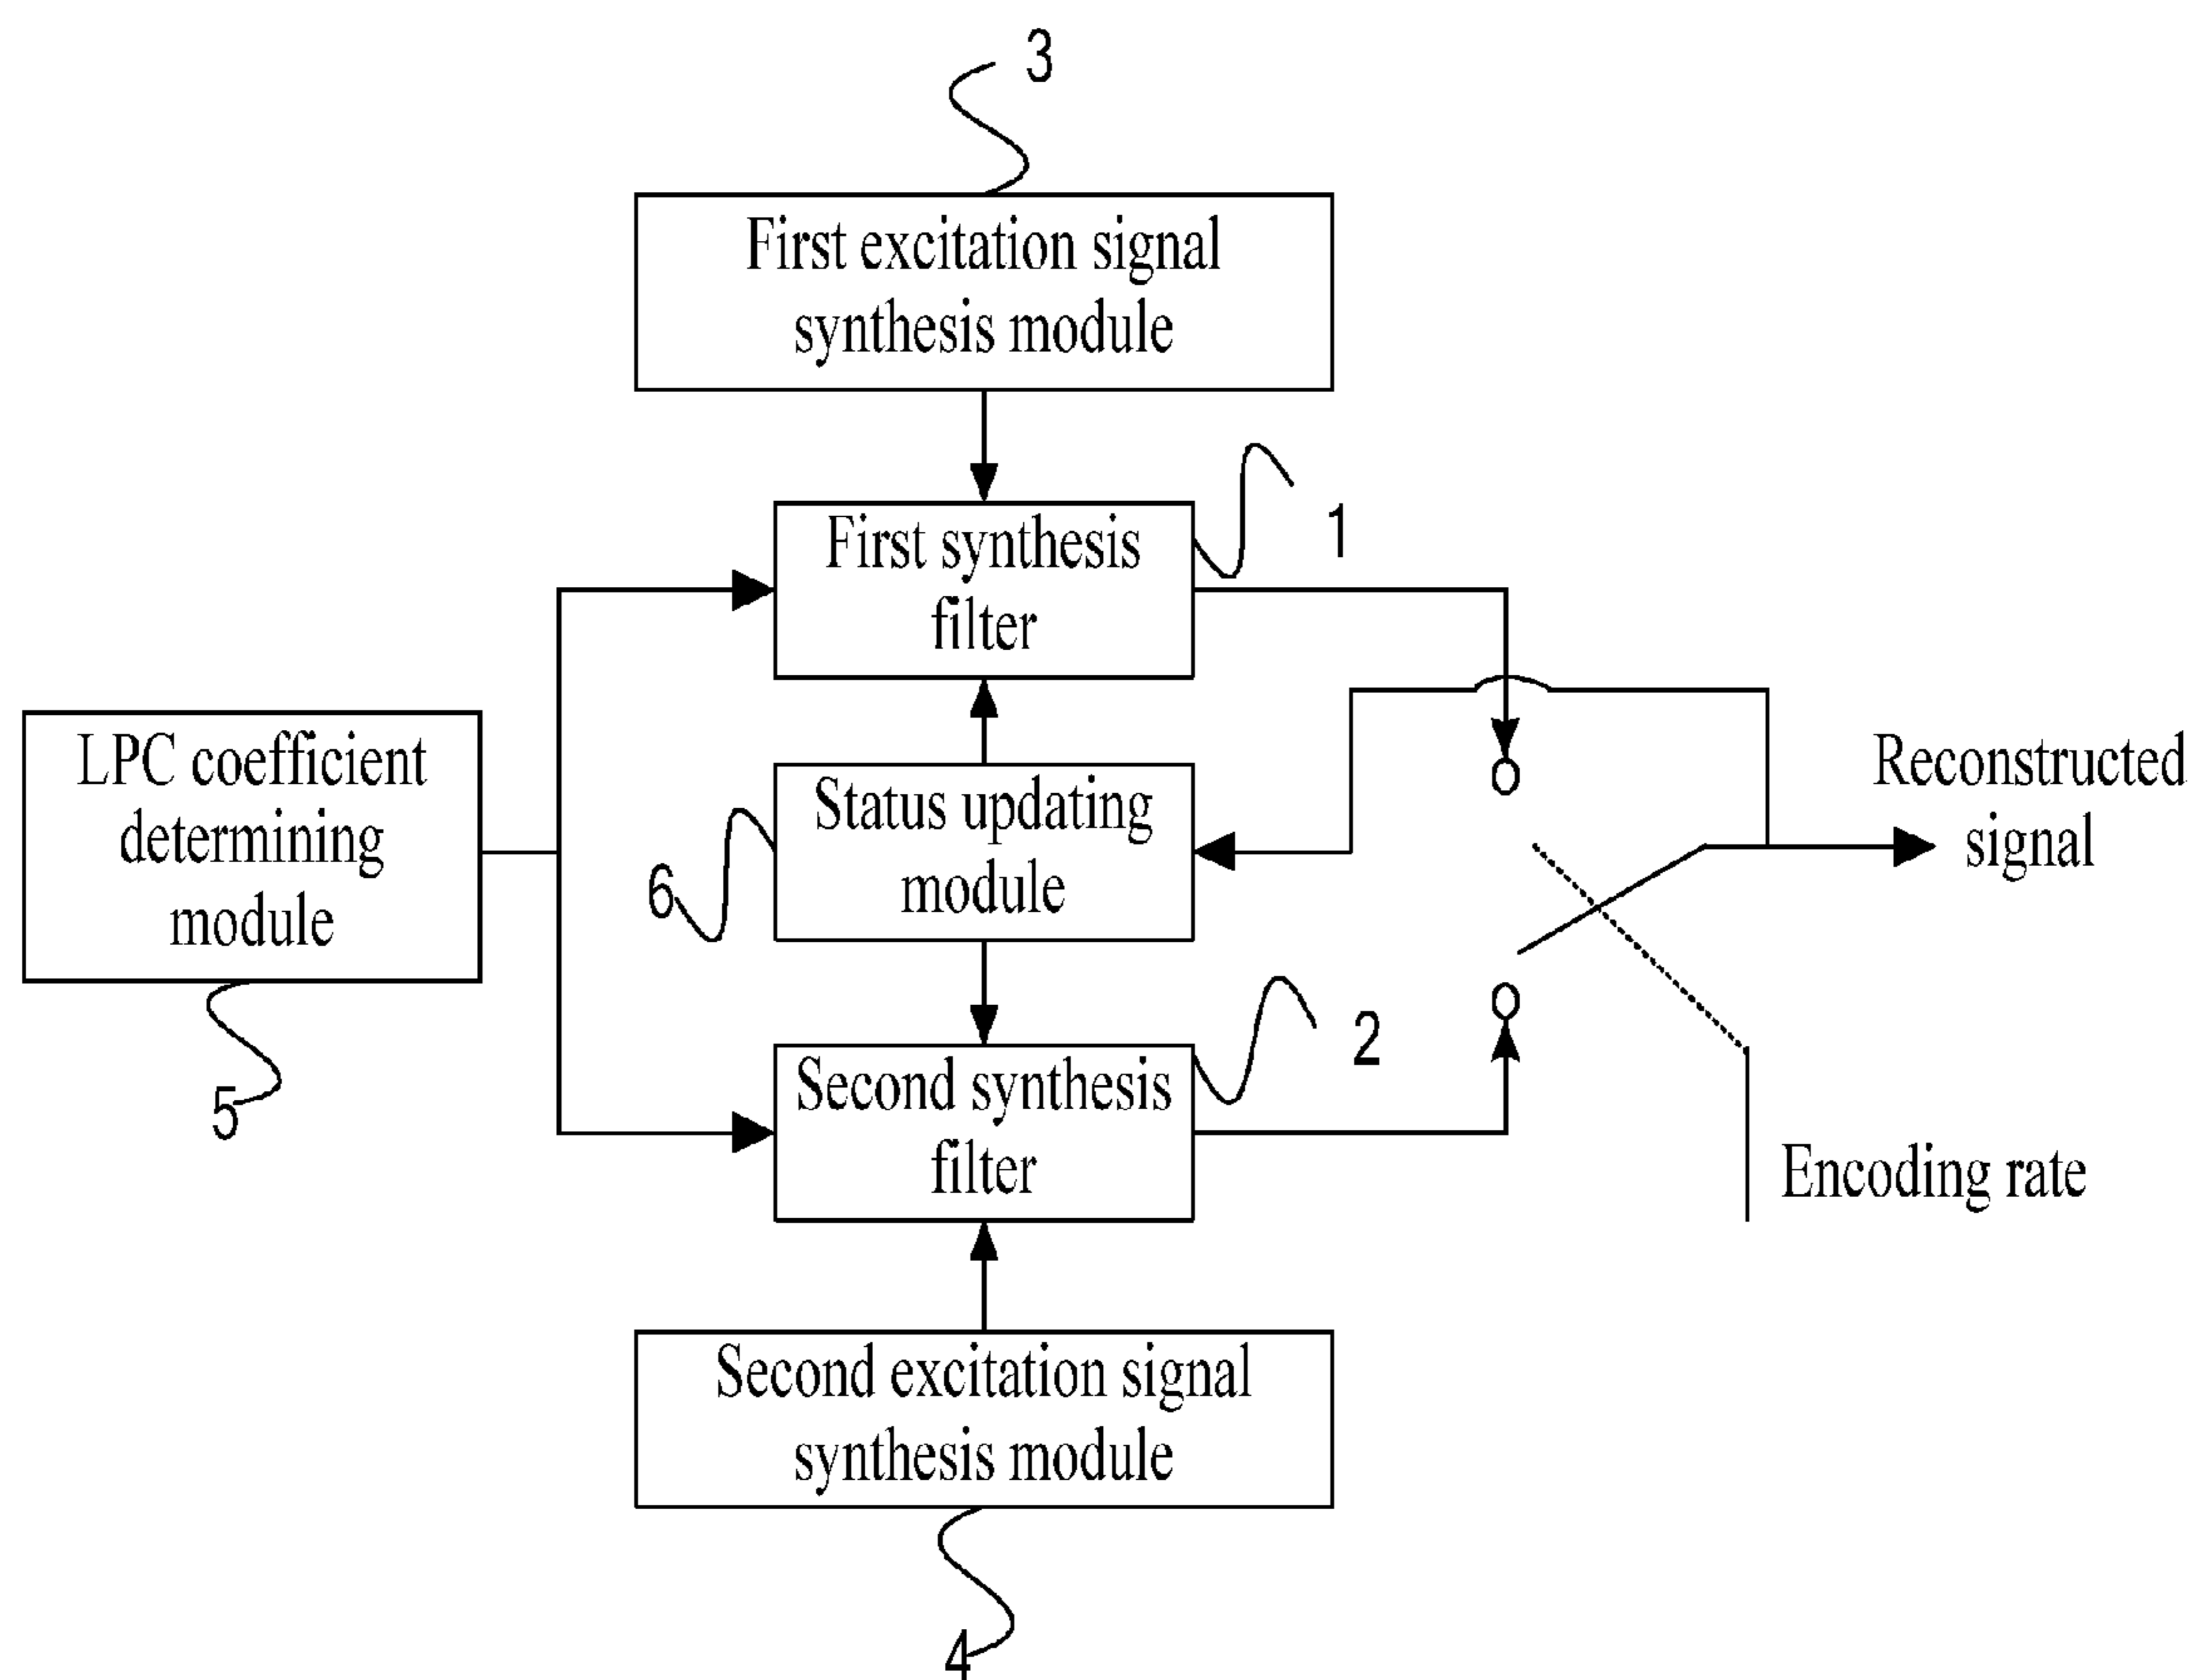 3
First excitation signal
synthesis module
1
First synthesis
filter
LPC coefficient
determining
module
5
Status updating
module
6
Reconstructed
signal
2
Second synthesis
filter
Encoding rate
Second excitation signal
synthesis module
4